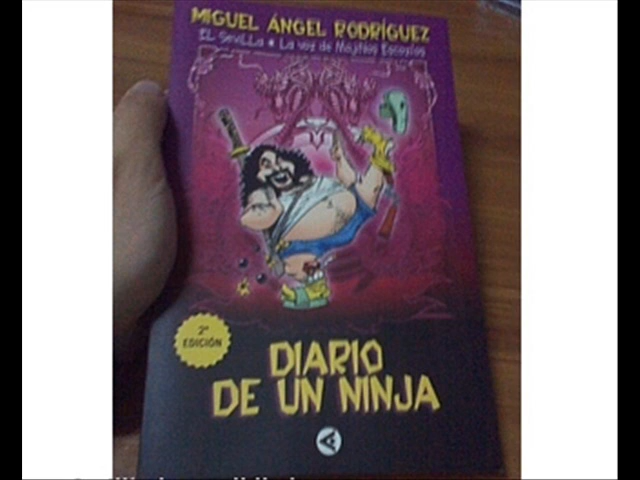 MIGUEL ÁNGEL RODRÍGUEZ
EL SEVILLA * LA VOZ DE MOJINOS ESCOZÍOS
2ª
EDICIÓN
DIARIO
DE UN NINJA